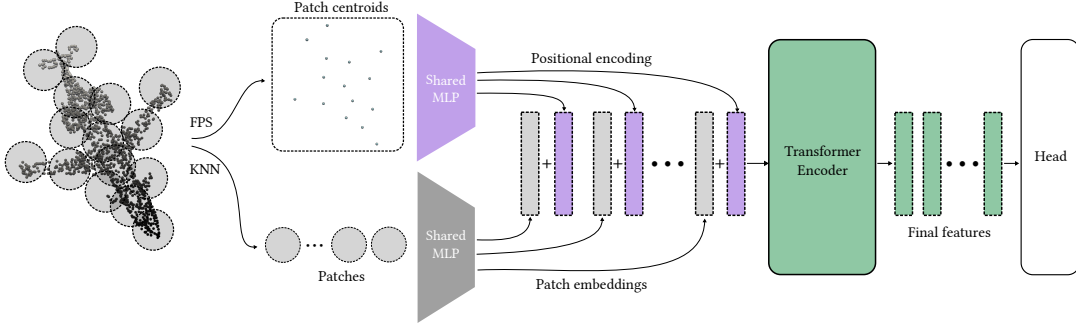 Patch centroids
FPS
KNN
Patches
Shared
MLP
Shared
MLP
Positional encoding
+
+
+
Patch embeddings
Transformer
Encoder
Final features
Head